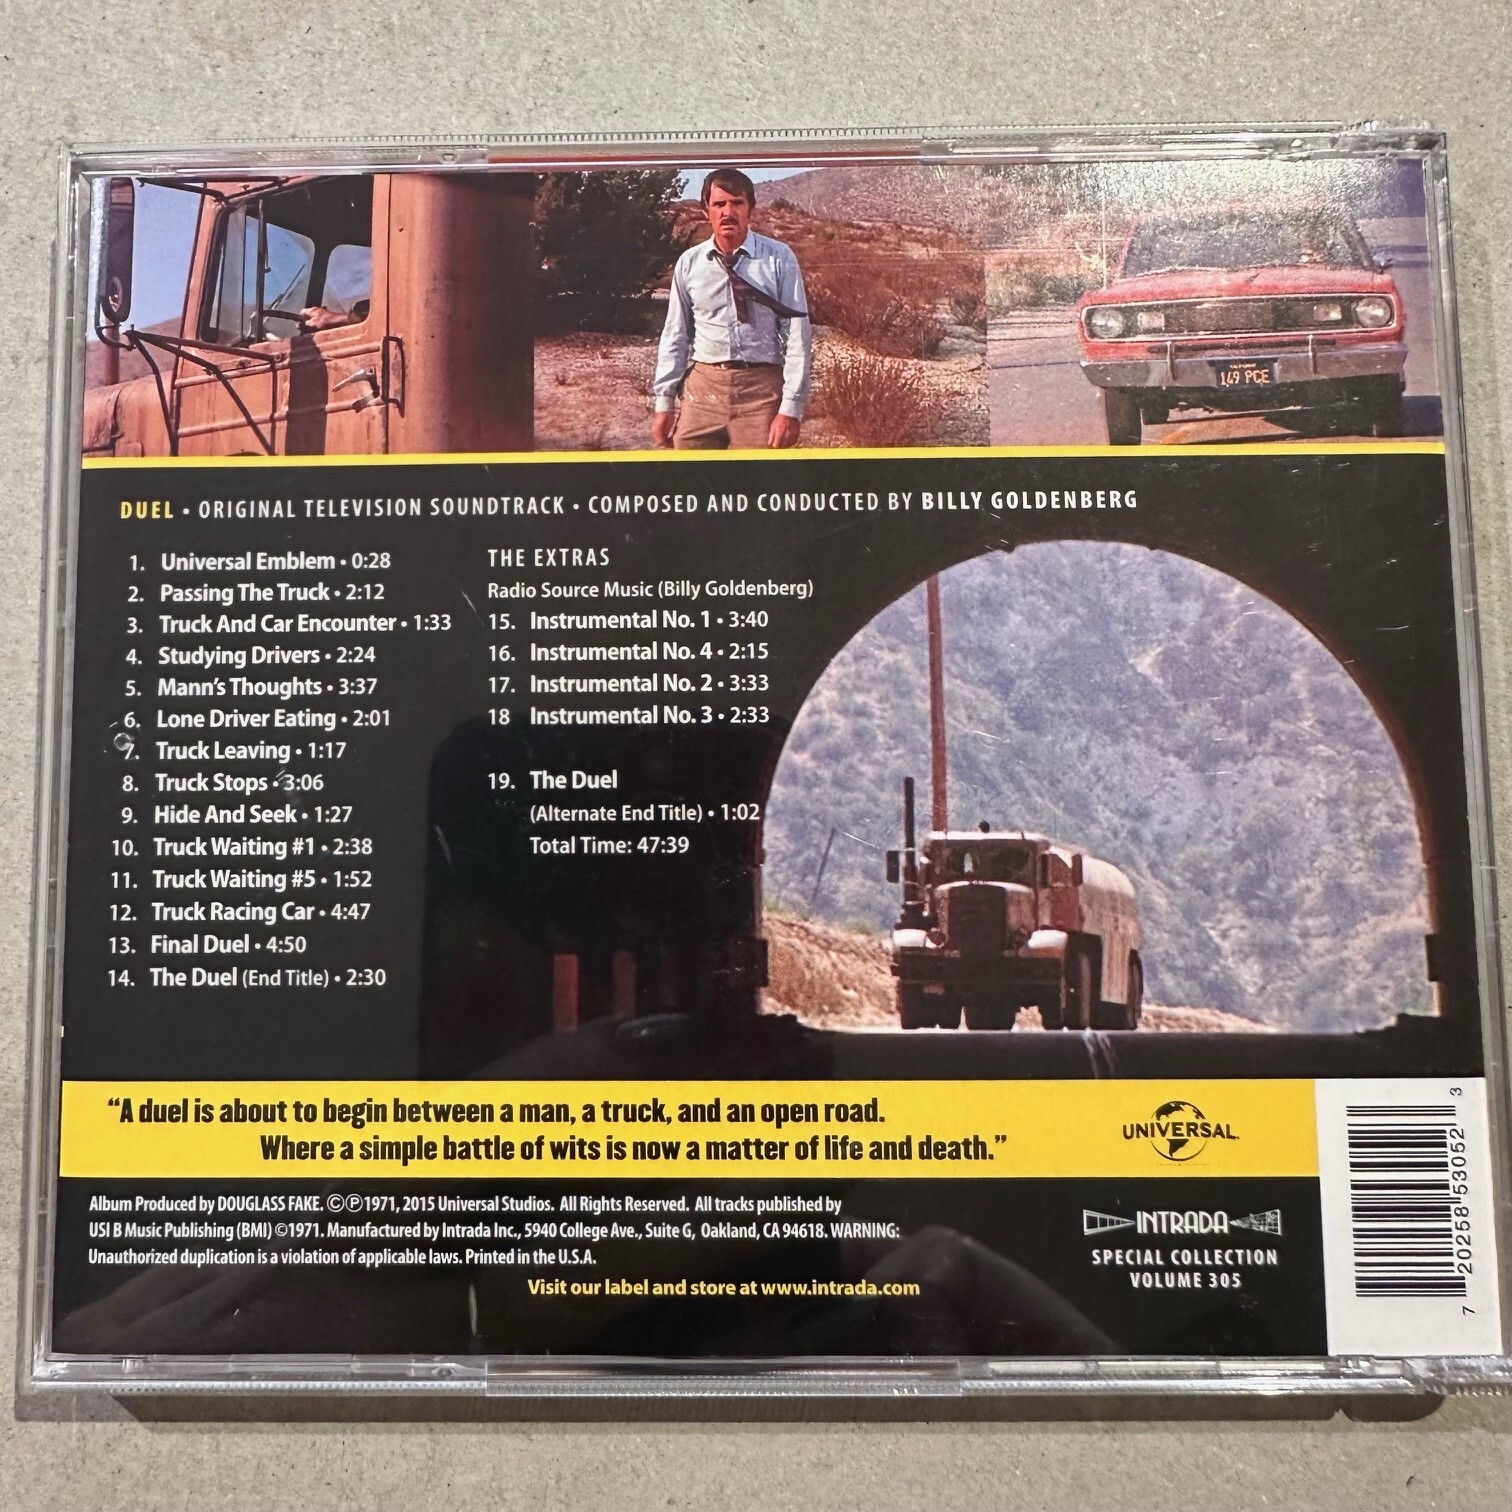 149 PCE
DUEL • ORIGINAL TELEVISION SOUNDTRACK • COMPOSED AND CONDUCTED BY BILLY GOLDENBERG
1. Universal Emblem • 0:28
2. Passing The Truck • 2:12
3. Truck And Car Encounter • 1:33
4. Studying Drivers • 2:24
5. Mann's Thoughts • 3:37
6. Lone Driver Eating • 2:01
7. Truck Leaving • 1:17
8. Truck Stops • 3:06
9. Hide And Seek • 1:27
10. Truck Waiting #1 • 2:38
11. Truck Waiting #5 • 1:52
12. Truck Racing Car • 4:47
13. Final Duel • 4:50
14. The Duel (End Title) • 2:30
THE EXTRAS
Radio Source Music (Billy Goldenberg)
15. Instrumental No. 1 • 3:40
16. Instrumental No. 4 • 2:15
17. Instrumental No. 2 • 3:33
18 Instrumental No. 3 • 2:33
19. The Duel
(Alternate End Title) • 1:02
Total Time: 47:39
“A duel is about to begin between a man, a truck, and an open road.
Where a simple battle of wits is now a matter of life and death.”
UNIVERSAL
Album Produced by DOUGLASS FAKE. ©℗1971, 2015 Universal Studios. All Rights Reserved. All tracks published by
USI B Music Publishing (BMI) ©1971. Manufactured by Intrada Inc., 5940 College Ave., Suite G, Oakland, CA 94618. WARNING:
Unauthorized duplication is a violation of applicable laws. Printed in the U.S.A.
Visit our label and store at www.intrada.com
INTRADA
SPECIAL COLLECTION
VOLUME 305
7 20258 53052 3